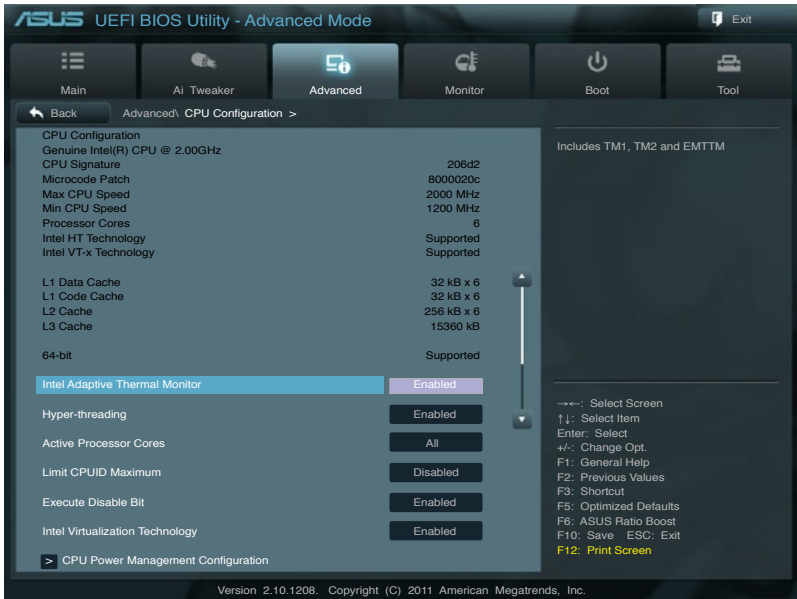 ASUS UEFI BIOS Utility - Advanced Mode
Exit
Main
Ai Tweaker
Advanced
Monitor
Boot
Tool
Back Advanced\ CPU Configuration >
CPU Configuration
Genuine Intel(R) CPU @ 2.00GHz
CPU Signature 206d2
Microcode Patch 8000020c
Max CPU Speed 2000 MHz
Min CPU Speed 1200 MHz
Processor Cores 6
Intel HT Technology Supported
Intel VT-x Technology Supported
L1 Data Cache 32 kB x 6
L1 Code Cache 32 kB x 6
L2 Cache 256 kB x 6
L3 Cache 15360 kB
64-bit Supported
Intel Adaptive Thermal Monitor Enabled
Hyper-threading Enabled
Active Processor Cores All
Limit CPUID Maximum Disabled
Execute Disable Bit Enabled
Intel Virtualization Technology Enabled
> CPU Power Management Configuration
Includes TM1, TM2 and EMTTM
→←: Select Screen
↑↓: Select Item
Enter: Select
+/-: Change Opt.
F1: General Help
F2: Previous Values
F3: Shortcut
F5: Optimized Defaults
F6: ASUS Ratio Boost
F10: Save ESC: Exit
F12: Print Screen
Version 2.10.1208. Copyright (C) 2011 American Megatrends, Inc.